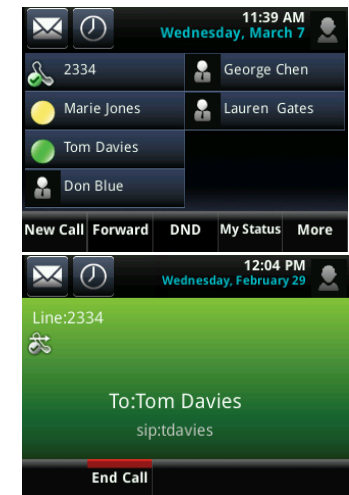 11:39 AM
Wednesday, March 7
2334
George Chen
Marie Jones
Lauren Gates
Tom Davies
Don Blue
New Call Forward DND My Status More
12:04 PM
Wednesday, February 29
Line:2334
To:Tom Davies
sip:tdavies
End Call